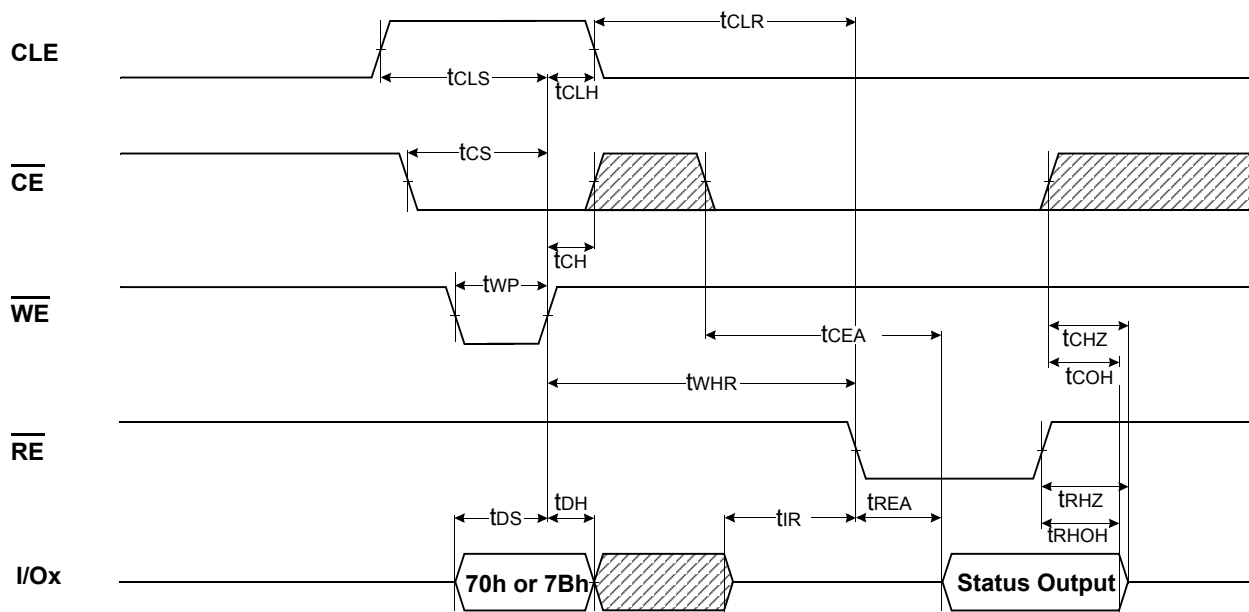 tCLR
CLE
tCLS
tCLH
tCS
CE
tCH
tWP
WE
tCEA
tCHZ
tCOH
tWHR
RE
tRHZ
tRHOH
tDS
tDH
tIR
tREA
I/Ox
70h or 7Bh
Status Output